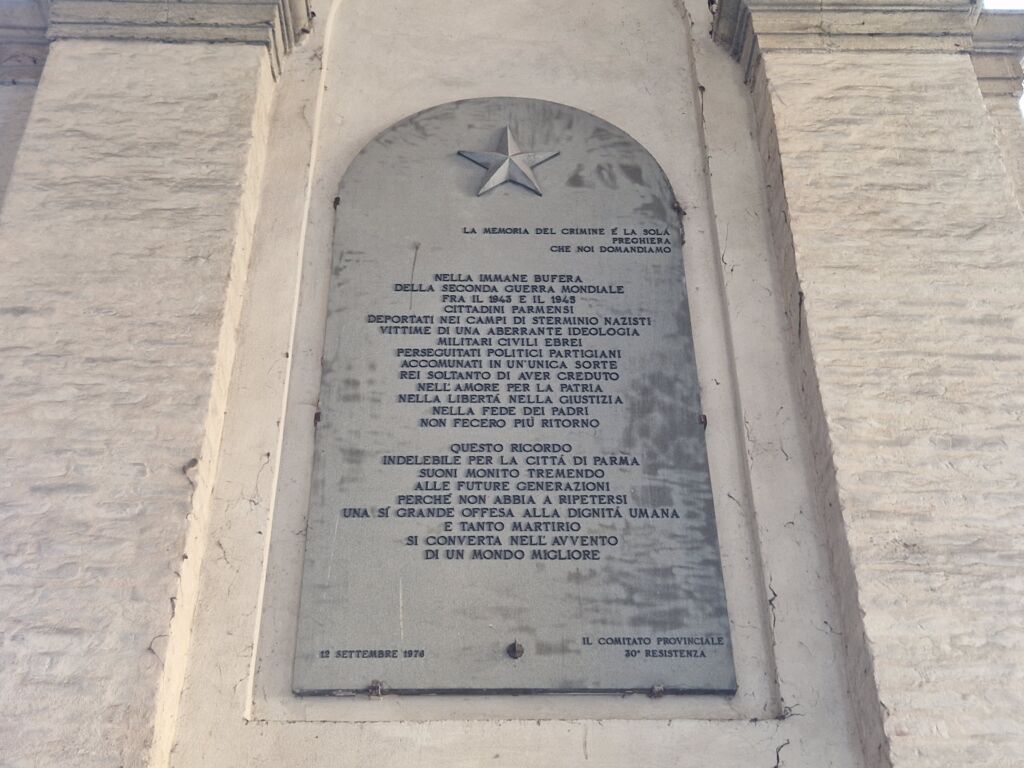 LA MEMORIA DEL CRIMINE É LA SOLA
PREGHIERA
CHE NOI DOMANDIAMO
NELLA IMMANE BUFERA
DELLA SECONDA GUERRA MONDIALE
FRA IL 1943 E IL 1945
CITTADINI PARMENSI
DEPORTATI NEI CAMPI DI STERMINIO NAZISTI
VITTIME DI UNA ABERRANTE IDEOLOGIA
MILITARI CIVILI EBREI
PERSEGUITATI POLITICI PARTIGIANI
ACCOMUNATI IN UN'UNICA SORTE
REI SOLTANTO DI AVER CREDUTO
NELL'AMORE PER LA PATRIA
NELLA LIBERTÁ NELLA GIUSTIZIA
NELLA FEDE DEI PADRI
NON FECERO PIÚ RITORNO
QUESTO RICORDO
INDELEBILE PER LA CITTÁ DI PARMA
SUONI MONITO TREMENDO
ALLE FUTURE GENERAZIONI
PERCHÉ NON ABBIA A RIPETERSI
UNA SÍ GRANDE OFFESA ALLA DIGNITÁ UMANA
E TANTO MARTIRIO
SI CONVERTA NELL'AVVENTO
DI UN MONDO MIGLIORE
IL COMITATO PROVINCIALE
12 SETTEMBRE 1976
30° RESISTENZA